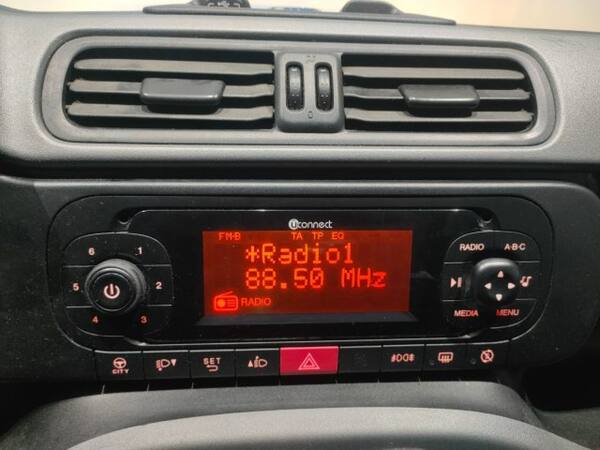 uconnect
FM-B TA TP EQ
*Radio1
88.50 MHz
RADIO
6 1
5 2
4 3
RADIO A·B·C
MEDIA MENU
CITY
SET